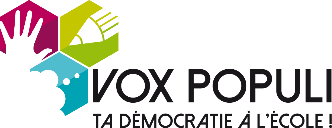 VOX POPULI
TA DÉMOCRATIE À L'ÉCOLE !